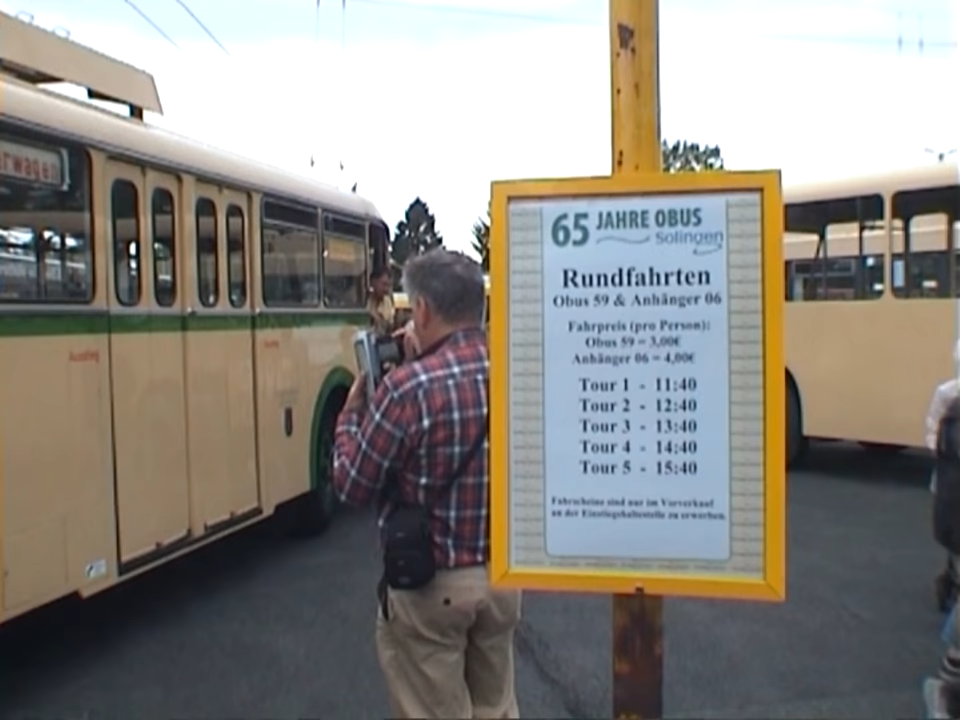 65 JAHRE OBUS
Solingen
Rundfahrten
Obus 59 & Anhänger 06
Fahrpreis (pro Person):
Obus 59 = 3,00€
Anhänger 06 = 4,00€
Tour 1 - 11:40
Tour 2 - 12:40
Tour 3 - 13:40
Tour 4 - 14:40
Tour 5 - 15:40
Fahrscheine sind nur im Vorverkauf
an der Einstiegshaltestelle zu erwerben.
erwagen